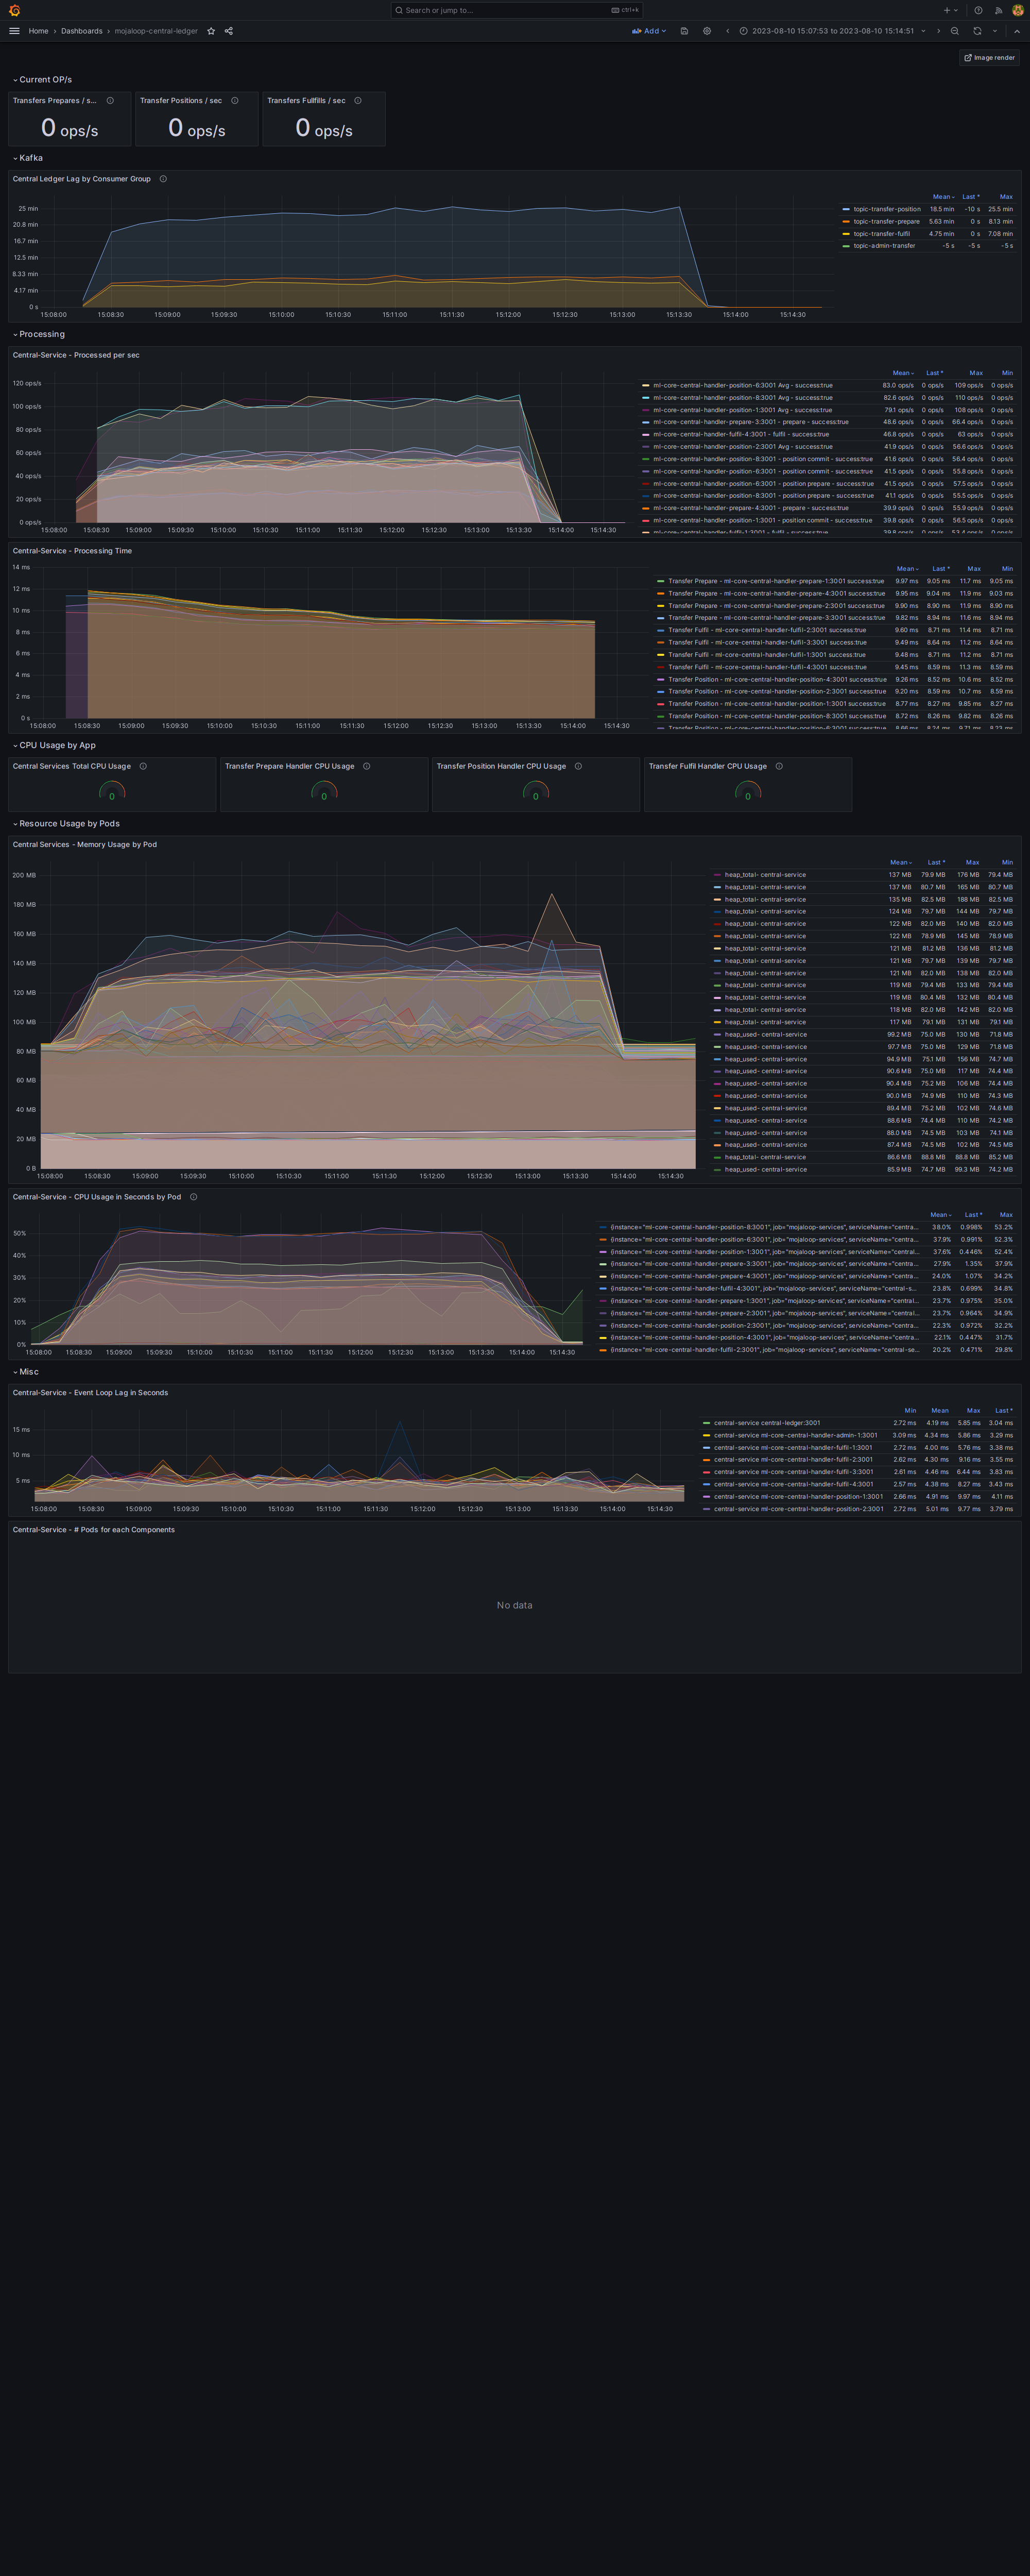 Search or jump to...
ctrl+k
Home › Dashboards › mojaloop-central-ledger
Add
2023-08-10 15:07:53 to 2023-08-10 15:14:51
Image render
Current OP/s
Transfers Prepares / s...
0 ops/s
Transfer Positions / sec
0 ops/s
Transfers Fullfills / sec
0 ops/s
Kafka
Central Ledger Lag by Consumer Group
25 min
20.8 min
16.7 min
12.5 min
8.33 min
4.17 min
0 s
15:08:00 15:08:30 15:09:00 15:09:30 15:10:00 15:10:30 15:11:00 15:11:30 15:12:00 15:12:30 15:13:00 15:13:30 15:14:00 15:14:30
Mean Last * Max
topic-transfer-position 18.5 min -10 s 25.5 min
topic-transfer-prepare 5.63 min 0 s 8.13 min
topic-transfer-fulfil 4.75 min 0 s 7.08 min
topic-admin-transfer -5 s -5 s -5 s
Processing
Central-Service - Processed per sec
120 ops/s
100 ops/s
80 ops/s
60 ops/s
40 ops/s
20 ops/s
0 ops/s
15:08:00 15:08:30 15:09:00 15:09:30 15:10:00 15:10:30 15:11:00 15:11:30 15:12:00 15:12:30 15:13:00 15:13:30 15:14:00 15:14:30
Mean Last * Max Min
ml-core-central-handler-position-6:3001 Avg - success:true 83.0 ops/s 0 ops/s 109 ops/s 0 ops/s
ml-core-central-handler-position-8:3001 Avg - success:true 82.6 ops/s 0 ops/s 110 ops/s 0 ops/s
ml-core-central-handler-position-1:3001 Avg - success:true 79.1 ops/s 0 ops/s 108 ops/s 0 ops/s
ml-core-central-handler-prepare-3:3001 - prepare - success:true 48.6 ops/s 0 ops/s 66.4 ops/s 0 ops/s
ml-core-central-handler-fulfil-4:3001 - fulfil - success:true 46.8 ops/s 0 ops/s 63 ops/s 0 ops/s
ml-core-central-handler-position-2:3001 Avg - success:true 41.9 ops/s 0 ops/s 56.6 ops/s 0 ops/s
ml-core-central-handler-position-8:3001 - position commit - success:true 41.6 ops/s 0 ops/s 56.4 ops/s 0 ops/s
ml-core-central-handler-position-6:3001 - position commit - success:true 41.5 ops/s 0 ops/s 55.8 ops/s 0 ops/s
ml-core-central-handler-position-6:3001 - position prepare - success:true 41.5 ops/s 0 ops/s 57.5 ops/s 0 ops/s
ml-core-central-handler-position-8:3001 - position prepare - success:true 41.1 ops/s 0 ops/s 55.5 ops/s 0 ops/s
ml-core-central-handler-prepare-4:3001 - prepare - success:true 39.9 ops/s 0 ops/s 55.9 ops/s 0 ops/s
ml-core-central-handler-position-1:3001 - position commit - success:true 39.8 ops/s 0 ops/s 56.5 ops/s 0 ops/s
ml-core-central-handler-fulfil-1:3001 - fulfil - success:true 39.8 ops/s 0 ops/s 53.4 ops/s 0 ops/s
Central-Service - Processing Time
14 ms
12 ms
10 ms
8 ms
6 ms
4 ms
2 ms
0 s
15:08:00 15:08:30 15:09:00 15:09:30 15:10:00 15:10:30 15:11:00 15:11:30 15:12:00 15:12:30 15:13:00 15:13:30 15:14:00 15:14:30
Mean Last * Max Min
Transfer Prepare - ml-core-central-handler-prepare-1:3001 success:true 9.97 ms 9.05 ms 11.7 ms 9.05 ms
Transfer Prepare - ml-core-central-handler-prepare-4:3001 success:true 9.95 ms 9.04 ms 11.9 ms 9.03 ms
Transfer Prepare - ml-core-central-handler-prepare-2:3001 success:true 9.90 ms 8.90 ms 11.9 ms 8.90 ms
Transfer Prepare - ml-core-central-handler-prepare-3:3001 success:true 9.82 ms 8.94 ms 11.6 ms 8.94 ms
Transfer Fulfil - ml-core-central-handler-fulfil-2:3001 success:true 9.60 ms 8.71 ms 11.4 ms 8.71 ms
Transfer Fulfil - ml-core-central-handler-fulfil-3:3001 success:true 9.49 ms 8.64 ms 11.2 ms 8.64 ms
Transfer Fulfil - ml-core-central-handler-fulfil-1:3001 success:true 9.48 ms 8.71 ms 11.2 ms 8.71 ms
Transfer Fulfil - ml-core-central-handler-fulfil-4:3001 success:true 9.45 ms 8.59 ms 11.3 ms 8.59 ms
Transfer Position - ml-core-central-handler-position-4:3001 success:true 9.26 ms 8.52 ms 10.6 ms 8.52 ms
Transfer Position - ml-core-central-handler-position-2:3001 success:true 9.20 ms 8.59 ms 10.7 ms 8.59 ms
Transfer Position - ml-core-central-handler-position-1:3001 success:true 8.77 ms 8.27 ms 9.85 ms 8.27 ms
Transfer Position - ml-core-central-handler-position-8:3001 success:true 8.72 ms 8.26 ms 9.82 ms 8.26 ms
Transfer Position - ml-core-central-handler-position-6:3001 success:true 8.66 ms 8.24 ms 9.71 ms 8.23 ms
CPU Usage by App
Central Services Total CPU Usage
0
Transfer Prepare Handler CPU Usage
0
Transfer Position Handler CPU Usage
0
Transfer Fulfil Handler CPU Usage
0
Resource Usage by Pods
Central Services - Memory Usage by Pod
200 MB
180 MB
160 MB
140 MB
120 MB
100 MB
80 MB
60 MB
40 MB
20 MB
0 B
15:08:00 15:08:30 15:09:00 15:09:30 15:10:00 15:10:30 15:11:00 15:11:30 15:12:00 15:12:30 15:13:00 15:13:30 15:14:00 15:14:30
Mean Last * Max Min
heap_total- central-service 137 MB 79.9 MB 176 MB 79.4 MB
heap_total- central-service 137 MB 80.7 MB 165 MB 80.7 MB
heap_total- central-service 135 MB 82.5 MB 188 MB 82.5 MB
heap_total- central-service 124 MB 79.7 MB 144 MB 79.7 MB
heap_total- central-service 122 MB 82.0 MB 140 MB 82.0 MB
heap_total- central-service 122 MB 78.9 MB 145 MB 78.9 MB
heap_total- central-service 121 MB 81.2 MB 136 MB 81.2 MB
heap_total- central-service 121 MB 79.7 MB 139 MB 79.7 MB
heap_total- central-service 121 MB 82.0 MB 138 MB 82.0 MB
heap_total- central-service 119 MB 79.4 MB 133 MB 79.4 MB
heap_total- central-service 119 MB 80.4 MB 132 MB 80.4 MB
heap_total- central-service 118 MB 82.0 MB 142 MB 82.0 MB
heap_total- central-service 117 MB 79.1 MB 131 MB 79.1 MB
heap_used- central-service 99.2 MB 75.0 MB 130 MB 71.8 MB
heap_used- central-service 97.7 MB 75.0 MB 129 MB 71.8 MB
heap_used- central-service 94.9 MB 75.1 MB 156 MB 74.7 MB
heap_used- central-service 90.6 MB 75.0 MB 117 MB 74.4 MB
heap_used- central-service 90.4 MB 75.2 MB 106 MB 74.4 MB
heap_used- central-service 90.0 MB 74.9 MB 110 MB 74.3 MB
heap_used- central-service 89.4 MB 75.2 MB 102 MB 74.6 MB
heap_used- central-service 88.6 MB 74.4 MB 110 MB 74.2 MB
heap_used- central-service 88.0 MB 74.5 MB 103 MB 74.1 MB
heap_used- central-service 87.4 MB 74.5 MB 102 MB 74.5 MB
heap_total- central-service 86.6 MB 88.8 MB 88.8 MB 85.2 MB
heap_used- central-service 85.9 MB 74.7 MB 99.3 MB 74.2 MB
Central-Service - CPU Usage in Seconds by Pod
50%
40%
30%
20%
10%
0%
15:08:00 15:08:30 15:09:00 15:09:30 15:10:00 15:10:30 15:11:00 15:11:30 15:12:00 15:12:30 15:13:00 15:13:30 15:14:00 15:14:30
Mean Last * Max
{instance="ml-core-central-handler-position-8:3001", job="mojaloop-services", serviceName="centra... 38.0% 0.998% 53.2%
{instance="ml-core-central-handler-position-6:3001", job="mojaloop-services", serviceName="centra... 37.9% 0.991% 52.3%
{instance="ml-core-central-handler-position-1:3001", job="mojaloop-services", serviceName="central... 37.6% 0.446% 52.4%
{instance="ml-core-central-handler-prepare-3:3001", job="mojaloop-services", serviceName="centra... 27.9% 1.35% 37.9%
{instance="ml-core-central-handler-prepare-4:3001", job="mojaloop-services", serviceName="centra... 24.0% 1.07% 34.2%
{instance="ml-core-central-handler-fulfil-4:3001", job="mojaloop-services", serviceName="central-s... 23.8% 0.699% 34.8%
{instance="ml-core-central-handler-prepare-1:3001", job="mojaloop-services", serviceName="central... 23.7% 0.975% 35.0%
{instance="ml-core-central-handler-prepare-2:3001", job="mojaloop-services", serviceName="central... 23.7% 0.964% 34.9%
{instance="ml-core-central-handler-position-2:3001", job="mojaloop-services", serviceName="centra... 22.3% 0.972% 32.2%
{instance="ml-core-central-handler-position-4:3001", job="mojaloop-services", serviceName="centra... 22.1% 0.447% 31.7%
{instance="ml-core-central-handler-fulfil-2:3001", job="mojaloop-services", serviceName="central-se... 20.2% 0.471% 29.8%
Misc
Central-Service - Event Loop Lag in Seconds
15 ms
10 ms
5 ms
15:08:00 15:08:30 15:09:00 15:09:30 15:10:00 15:10:30 15:11:00 15:11:30 15:12:00 15:12:30 15:13:00 15:13:30 15:14:00 15:14:30
Min Mean Max Last *
central-service central-ledger:3001 2.72 ms 4.19 ms 5.85 ms 3.04 ms
central-service ml-core-central-handler-admin-1:3001 3.09 ms 4.34 ms 5.86 ms 3.29 ms
central-service ml-core-central-handler-fulfil-1:3001 2.72 ms 4.00 ms 5.76 ms 3.38 ms
central-service ml-core-central-handler-fulfil-2:3001 2.62 ms 4.30 ms 9.16 ms 3.55 ms
central-service ml-core-central-handler-fulfil-3:3001 2.61 ms 4.46 ms 6.44 ms 3.83 ms
central-service ml-core-central-handler-fulfil-4:3001 2.57 ms 4.38 ms 8.27 ms 3.43 ms
central-service ml-core-central-handler-position-1:3001 2.66 ms 4.91 ms 9.97 ms 4.11 ms
central-service ml-core-central-handler-position-2:3001 2.72 ms 5.01 ms 9.77 ms 3.79 ms
Central-Service - # Pods for each Components
No data